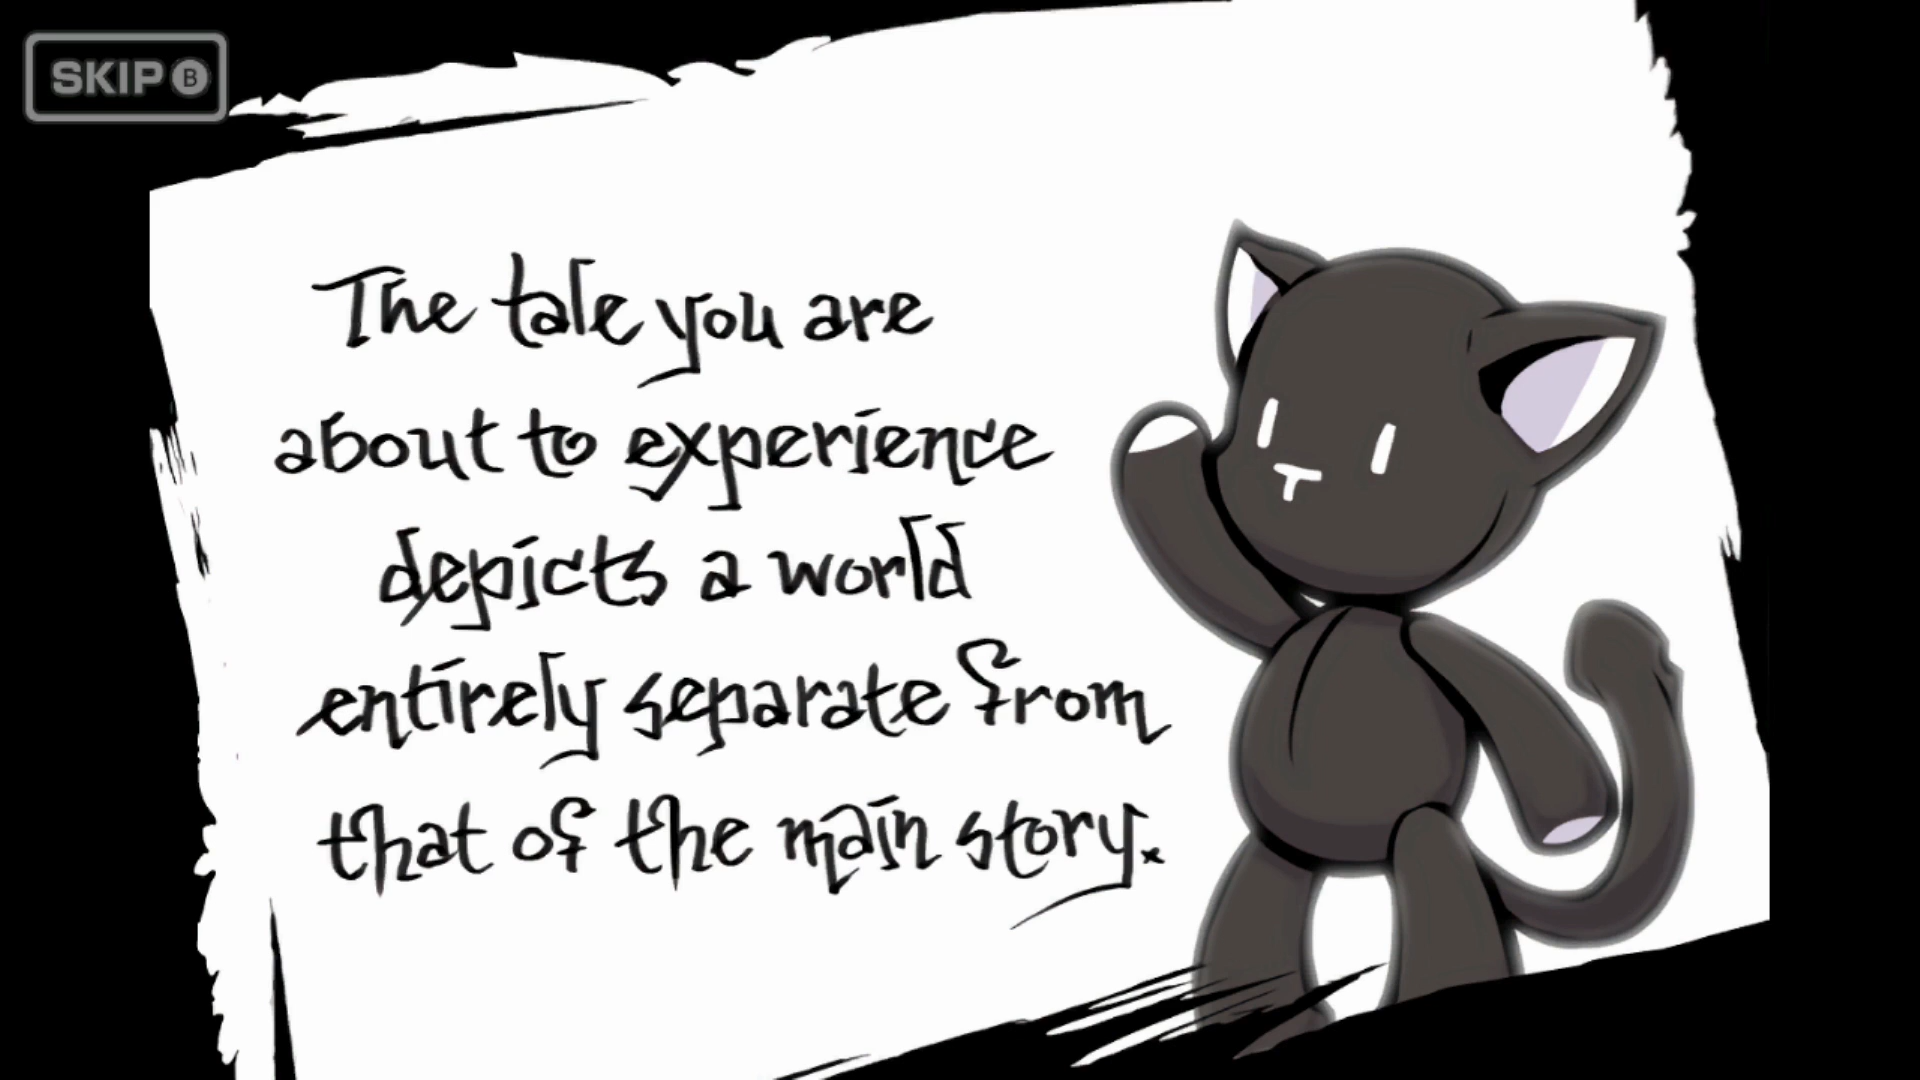 SKIP B
The tale you are
about to experience
depicts a world
entirely separate from
that of the main story.